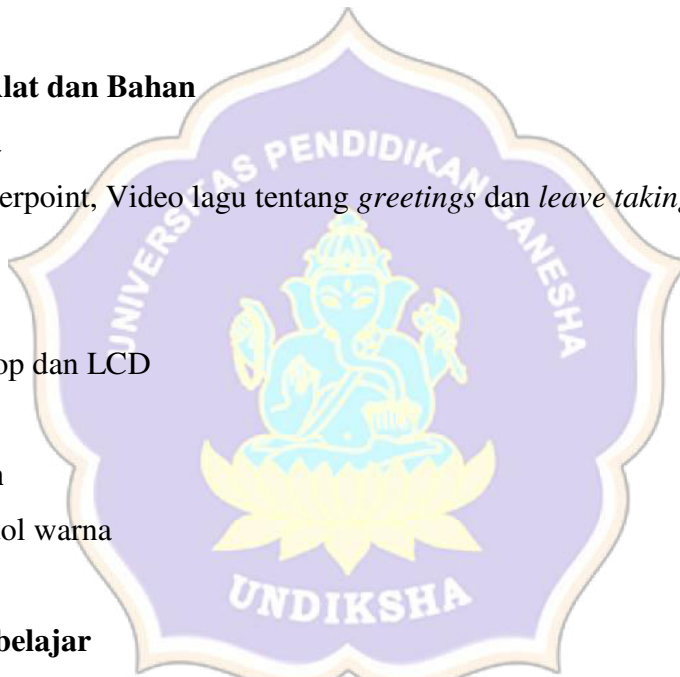 lat dan Bahan
UNIVERSITAS PENDIDIKAN GANESHA
erpoint, Video lagu tentang greetings dan leave taking
op dan LCD
ol warna
UNDIKSHA
belajar